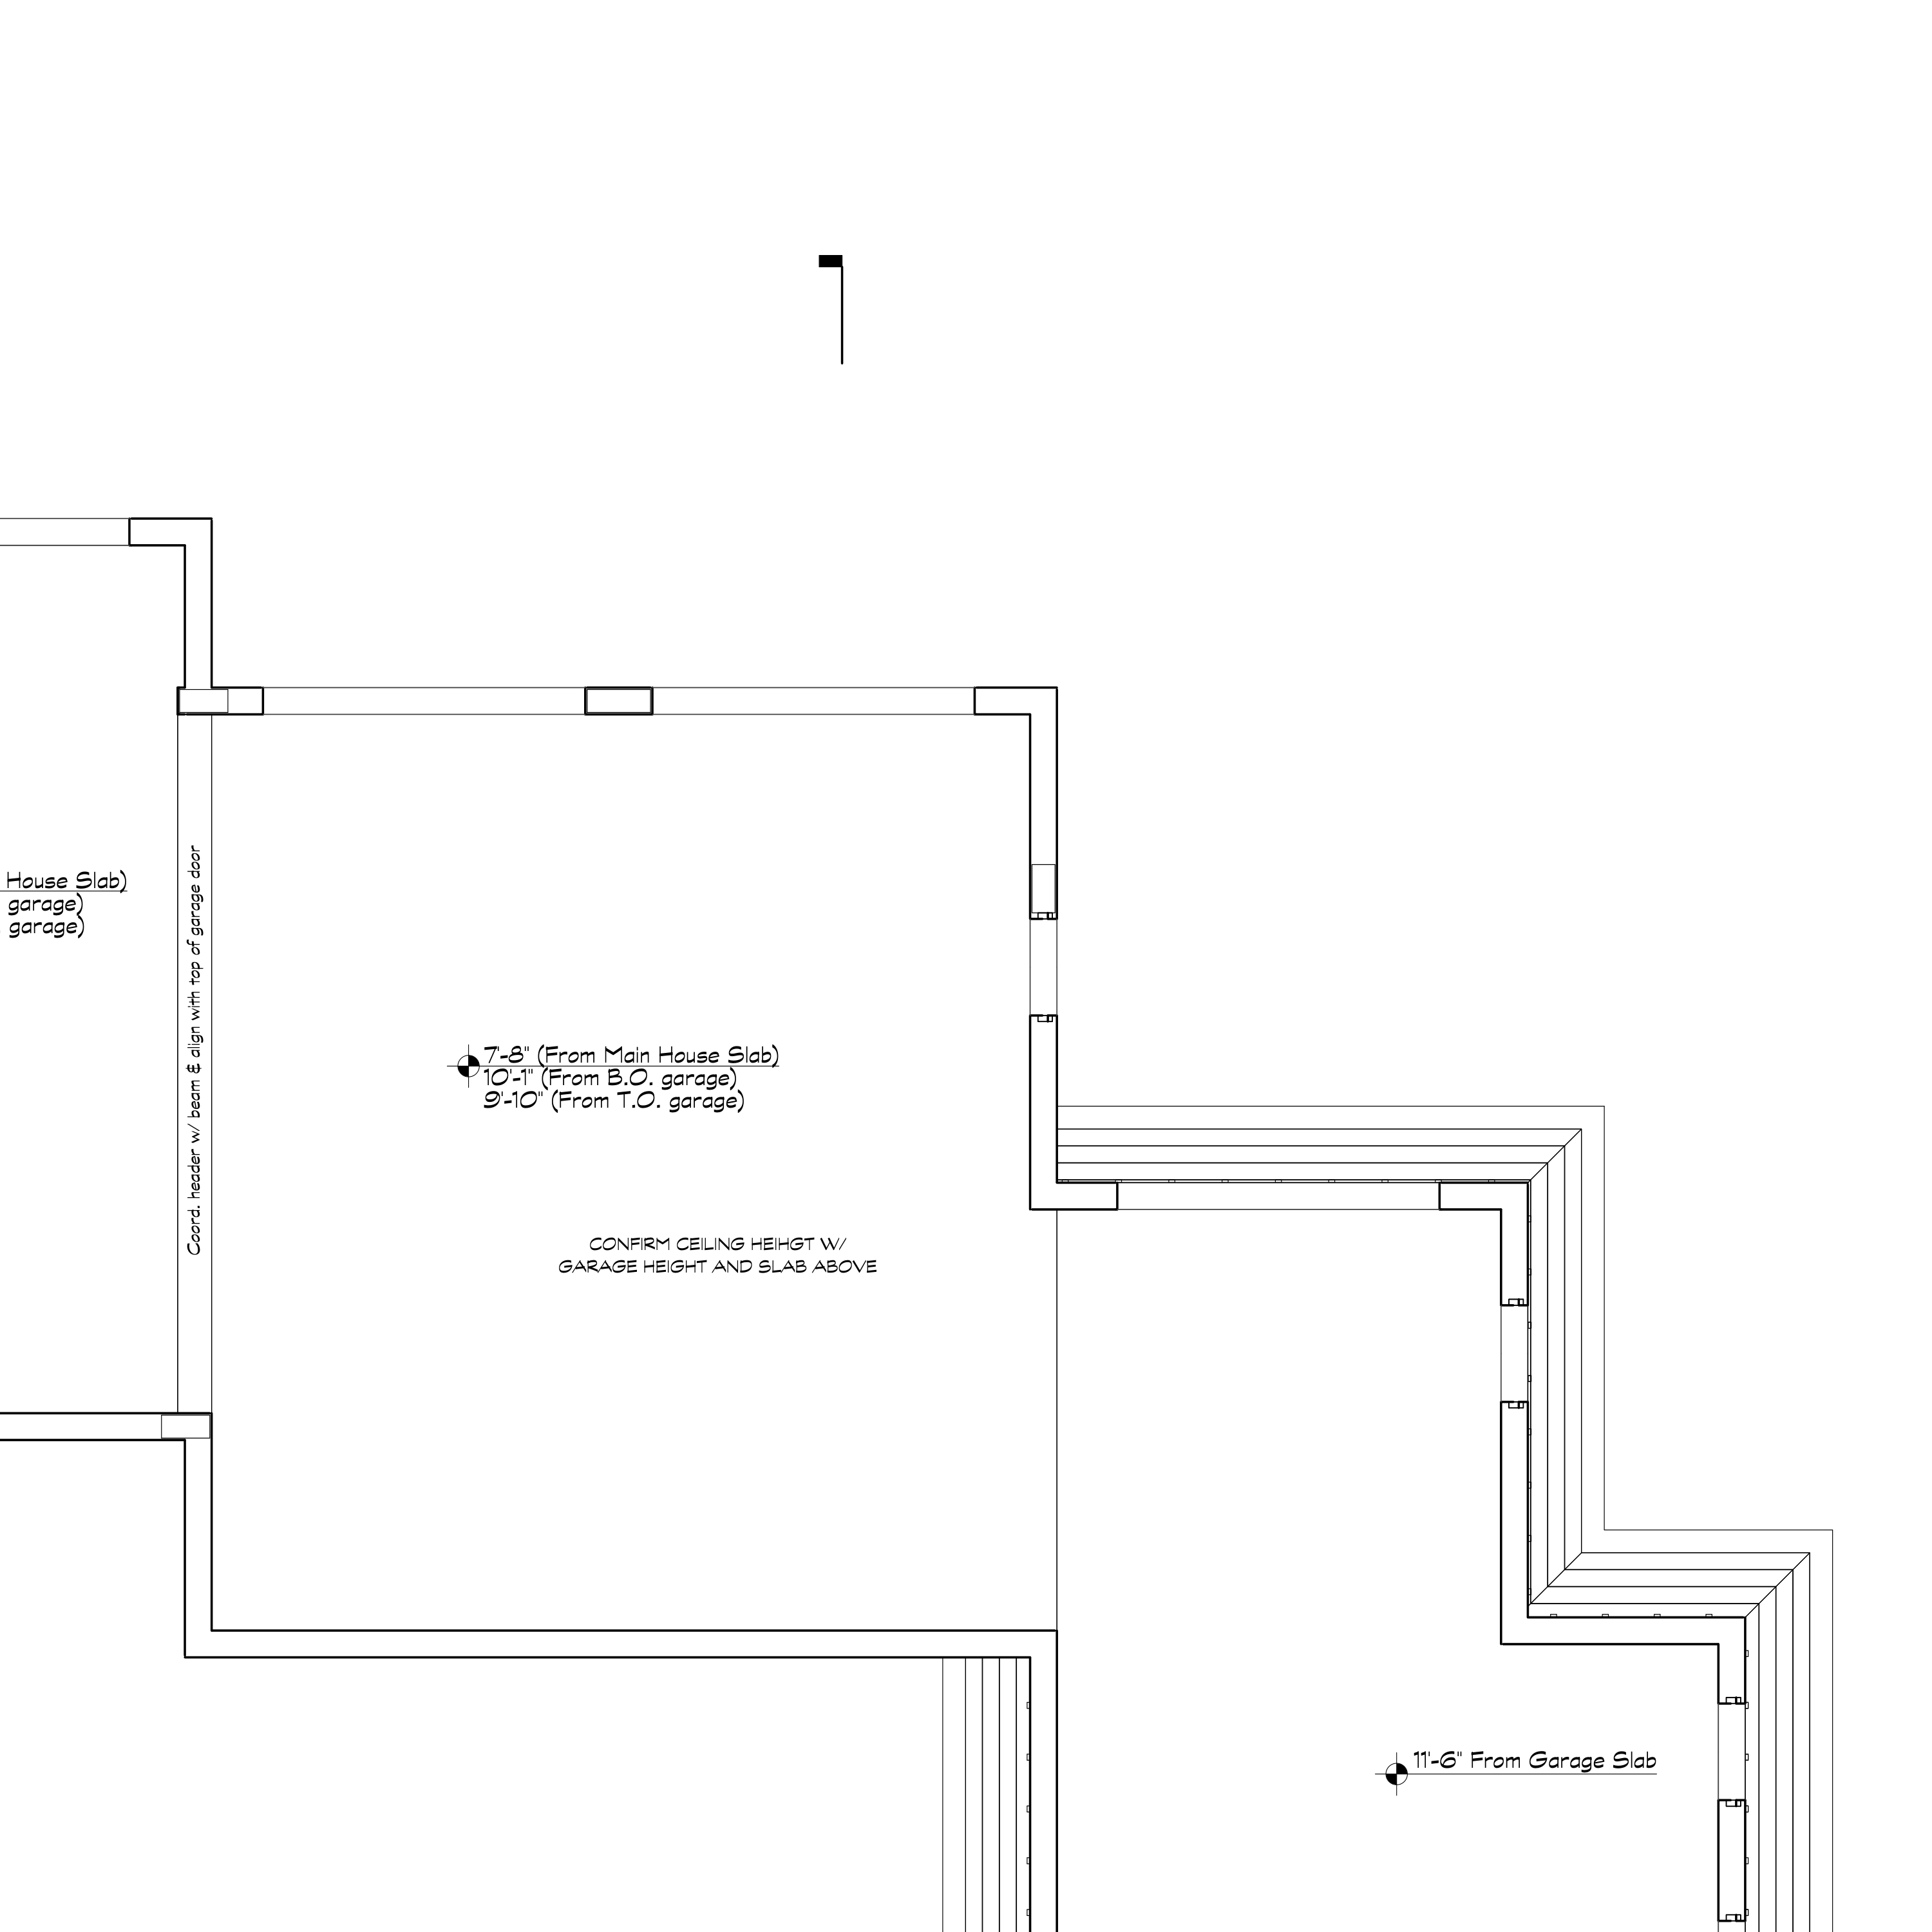 House Slab)
garage)
garage)
Coord. header w/ beam & align with top of garage door
7'-8" (From Main House Slab)
10'-1" (From B.O. garage)
9'-10" (From T.O. garage)
CONFIRM CEILING HEIHGT W/
GARAGE HEIGHT AND SLAB ABOVE
11'-6" From Garage Slab